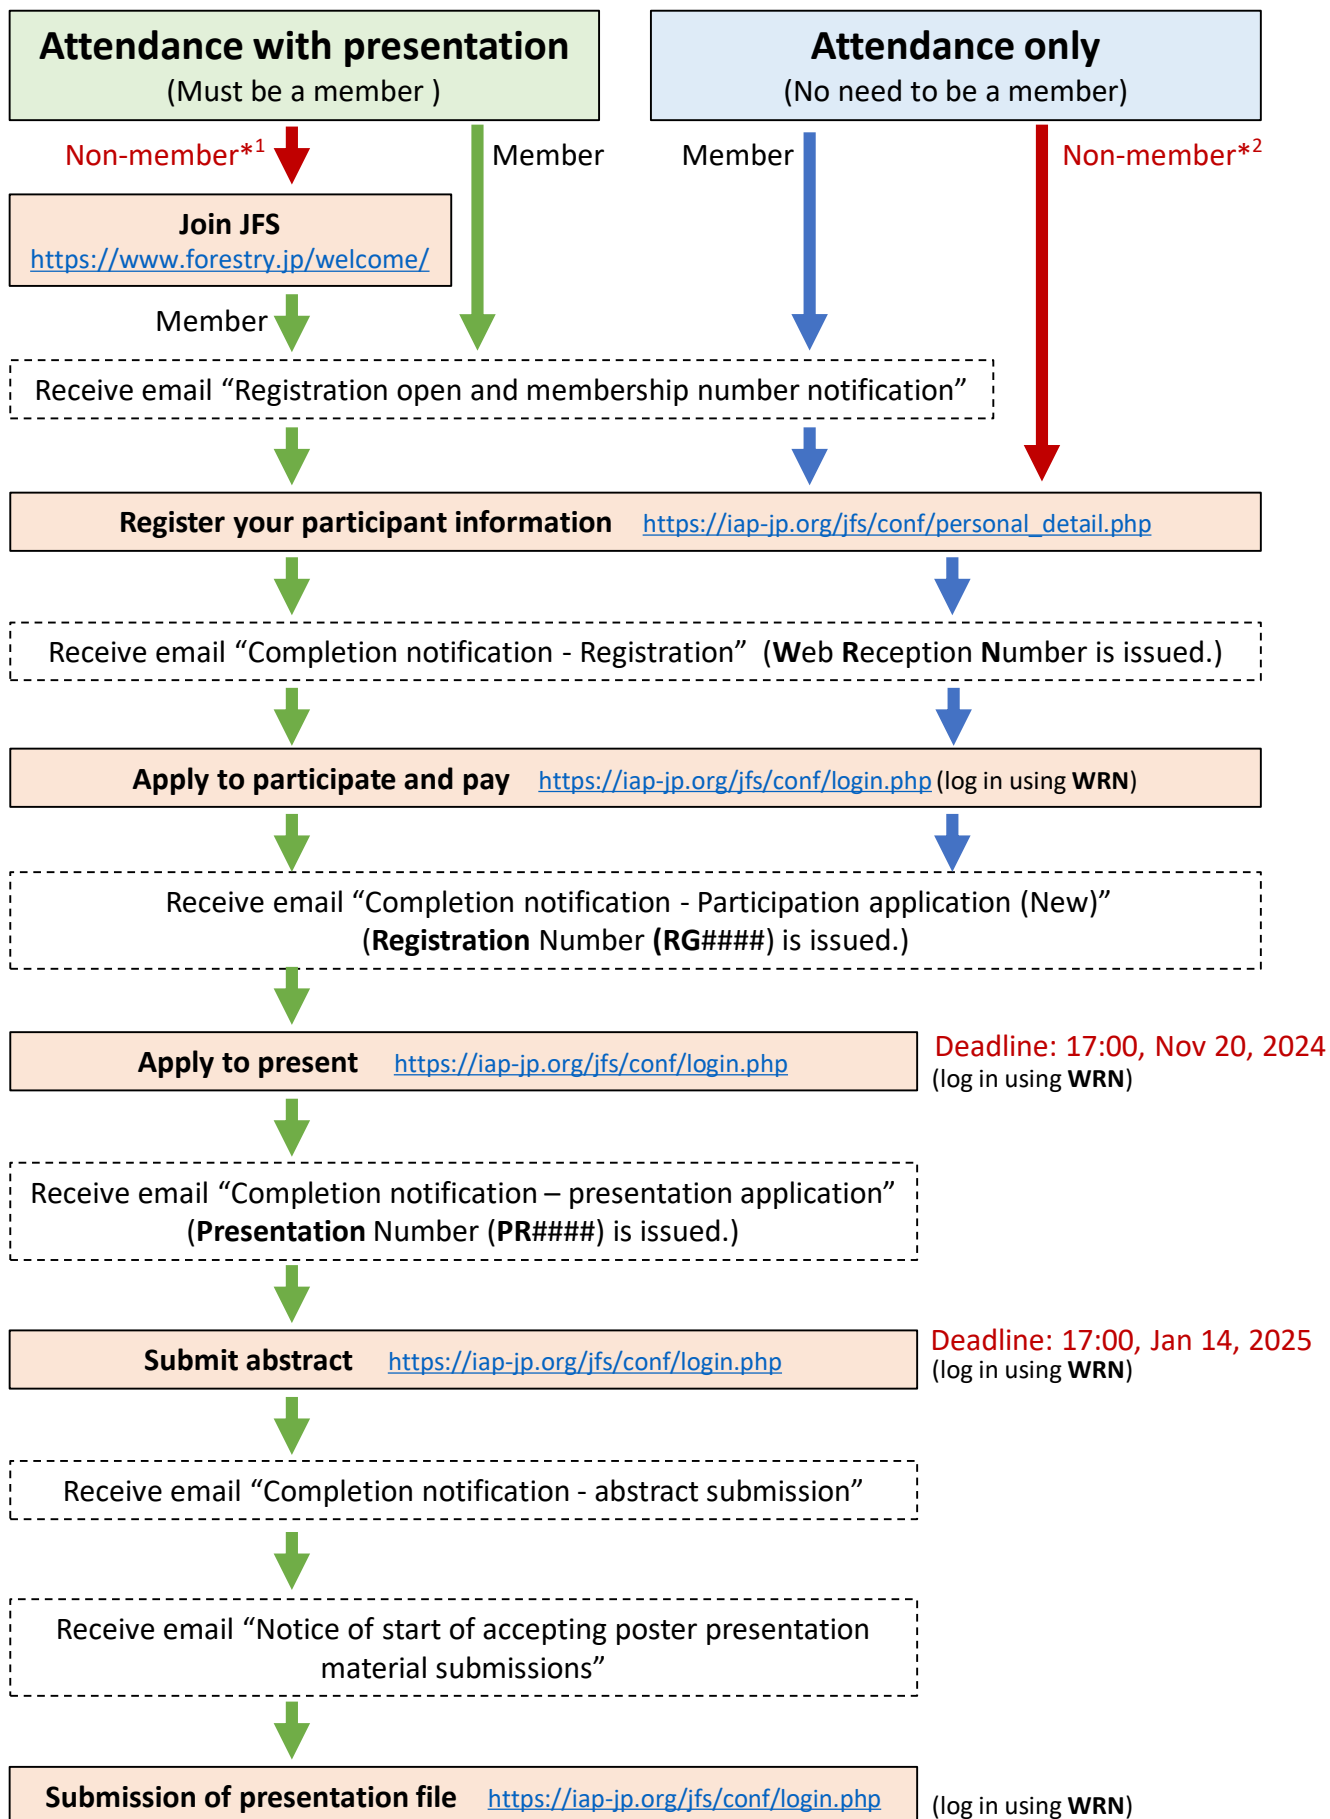 Attendance with presentation
(Must be a member )
Attendance only
(No need to be a member)
Non-member*1
Member
Member
Non-member*2
Join JFS
https://www.forestry.jp/welcome/
Member
Receive email “Registration open and membership number notification”
Register your participant information https://iap-jp.org/jfs/conf/personal_detail.php
Receive email “Completion notification - Registration” (Web Reception Number is issued.)
Apply to participate and pay https://iap-jp.org/jfs/conf/login.php (log in using WRN)
Receive email “Completion notification - Participation application (New)”
(Registration Number (RG####) is issued.)
Apply to present https://iap-jp.org/jfs/conf/login.php
Deadline: 17:00, Nov 20, 2024
(log in using WRN)
Receive email “Completion notification – presentation application”
(Presentation Number (PR####) is issued.)
Submit abstract https://iap-jp.org/jfs/conf/login.php
Deadline: 17:00, Jan 14, 2025
(log in using WRN)
Receive email “Completion notification - abstract submission”
Receive email “Notice of start of accepting poster presentation
material submissions”
Submission of presentation file https://iap-jp.org/jfs/conf/login.php
(log in using WRN)